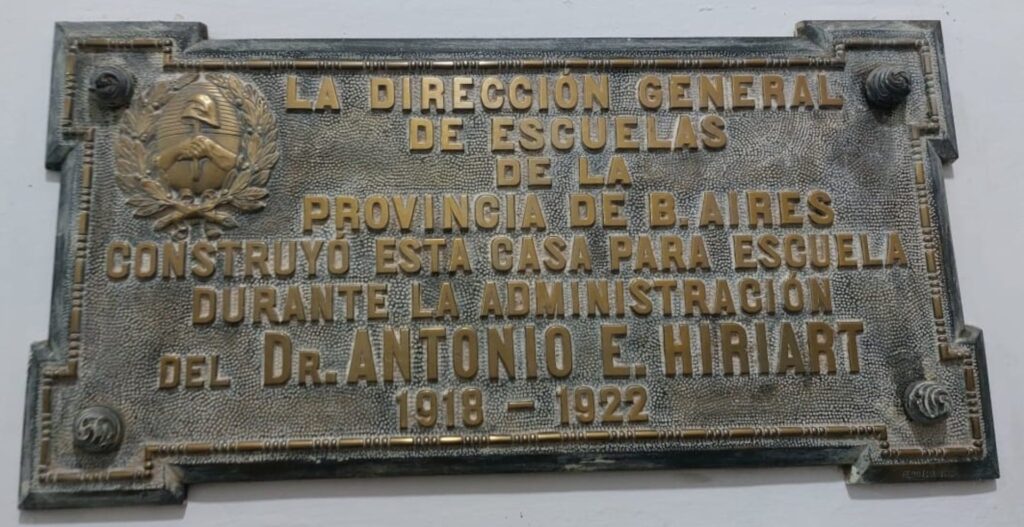 LA DIRECCIÓN GENERAL
DE ESCUELAS
DE LA
PROVINCIA DE B. AIRES
CONSTRUYÓ ESTA CASA PARA ESCUELA
DURANTE LA ADMINISTRACIÓN
DEL DR. ANTONIO E. HIRIART
1918 – 1922